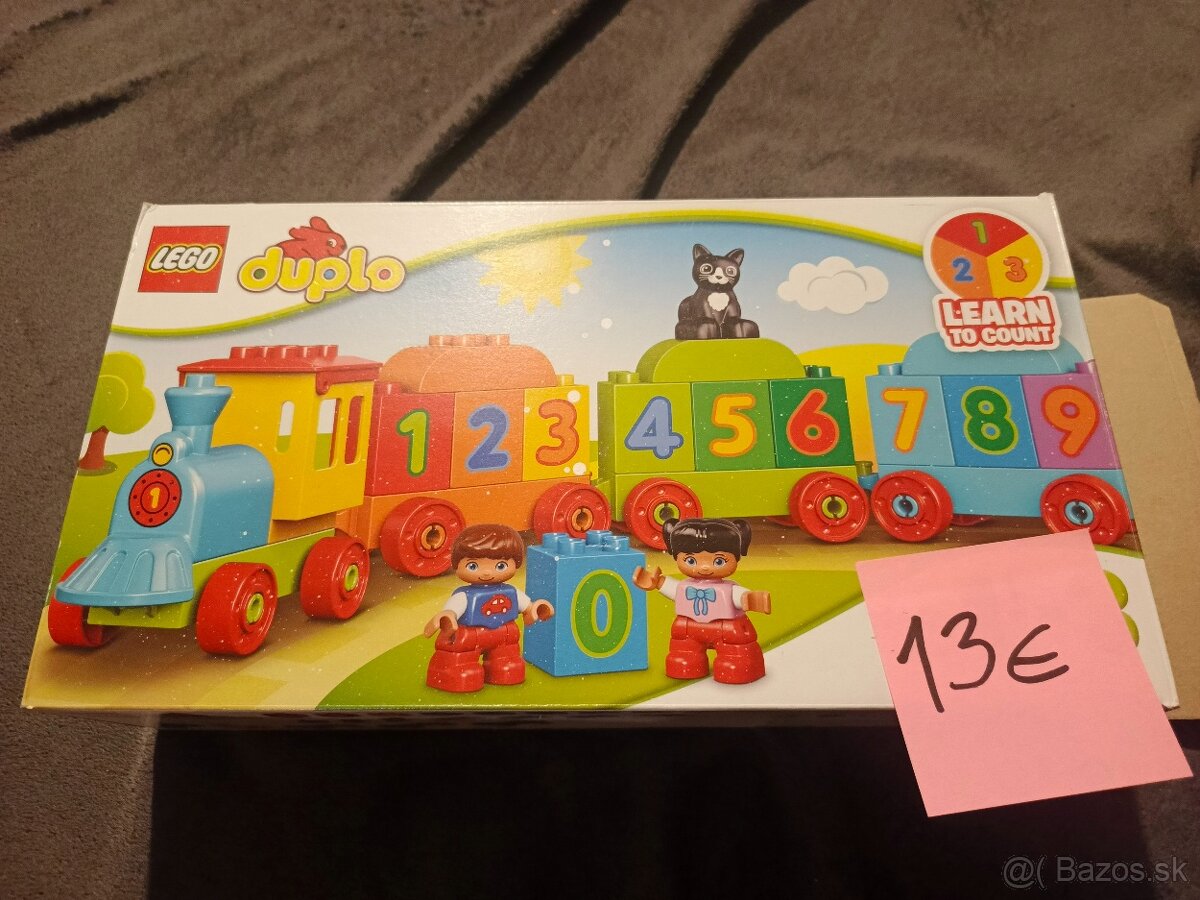 LEGO
duplo
1
2 3
LEARN
TO COUNT
1 2 3 4 5 6 7 8 9
1
0
13€
@( Bazos.sk